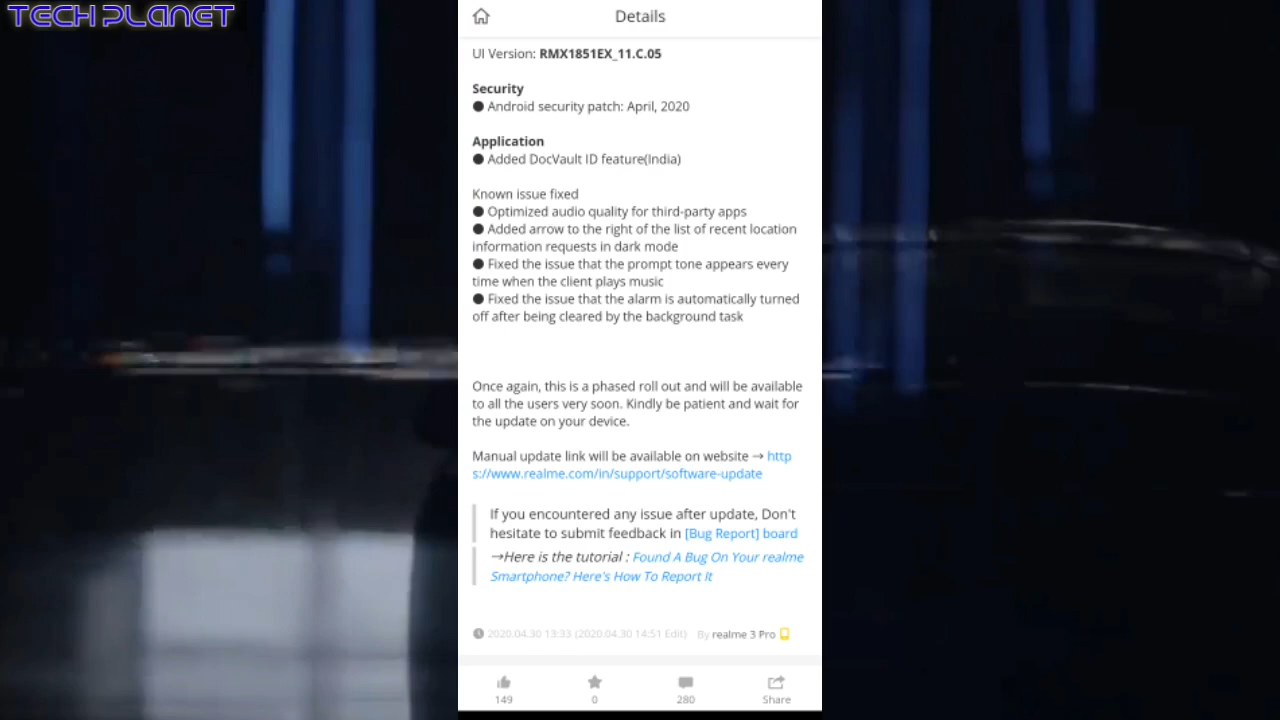 TECH PLANET
Details
UI Version: RMX1851EX_11.C.05
Security
● Android security patch: April, 2020
Application
● Added DocVault ID feature(India)
Known issue fixed
● Optimized audio quality for third-party apps
● Added arrow to the right of the list of recent location
information requests in dark mode
● Fixed the issue that the prompt tone appears every
time when the client plays music
● Fixed the issue that the alarm is automatically turned
off after being cleared by the background task
Once again, this is a phased roll out and will be available
to all the users very soon. Kindly be patient and wait for
the update on your device.
Manual update link will be available on website → http
s://www.realme.com/in/support/software-update
If you encountered any issue after update, Don't
hesitate to submit feedback in [Bug Report] board
→Here is the tutorial : Found A Bug On Your realme
Smartphone? Here's How To Report It
2020.04.30 13:33 (2020.04.30 14:51 Edit) By realme 3 Pro
149 0 280 Share